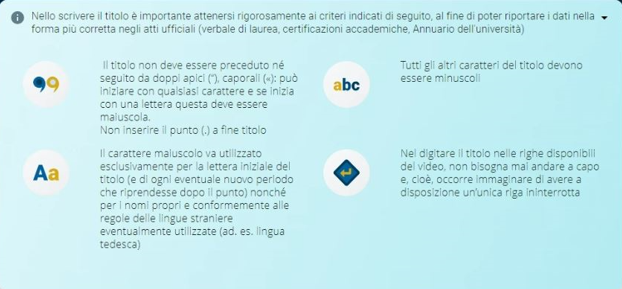 Nello scrivere il titolo è importante attenersi rigorosamente ai criteri indicati di seguito, al fine di poter riportare i dati nella
forma più corretta negli atti ufficiali (verbale di laurea, certificazioni accademiche, Annuario dell'università)
Il titolo non deve essere preceduto né
seguito da doppi apici ("), caporali («): può
iniziare con qualsiasi carattere e se inizia
con una lettera questa deve essere
maiuscola.
Non inserire il punto (.) a fine titolo
abc
Tutti gli altri caratteri del titolo devono
essere minuscoli
Aa
Il carattere maiuscolo va utilizzato
esclusivamente per la lettera iniziale del
titolo (e di ogni eventuale nuovo periodo
che riprendesse dopo il punto) nonché
per i nomi propri e conformemente alle
regole delle lingue straniere
eventualmente utilizzate (ad. es. lingua
tedesca)
Nel digitare il titolo nelle righe disponibili
del video, non bisogna mai andare a capo
e, cioè, occorre immaginare di avere a
disposizione un'unica riga ininterrotta